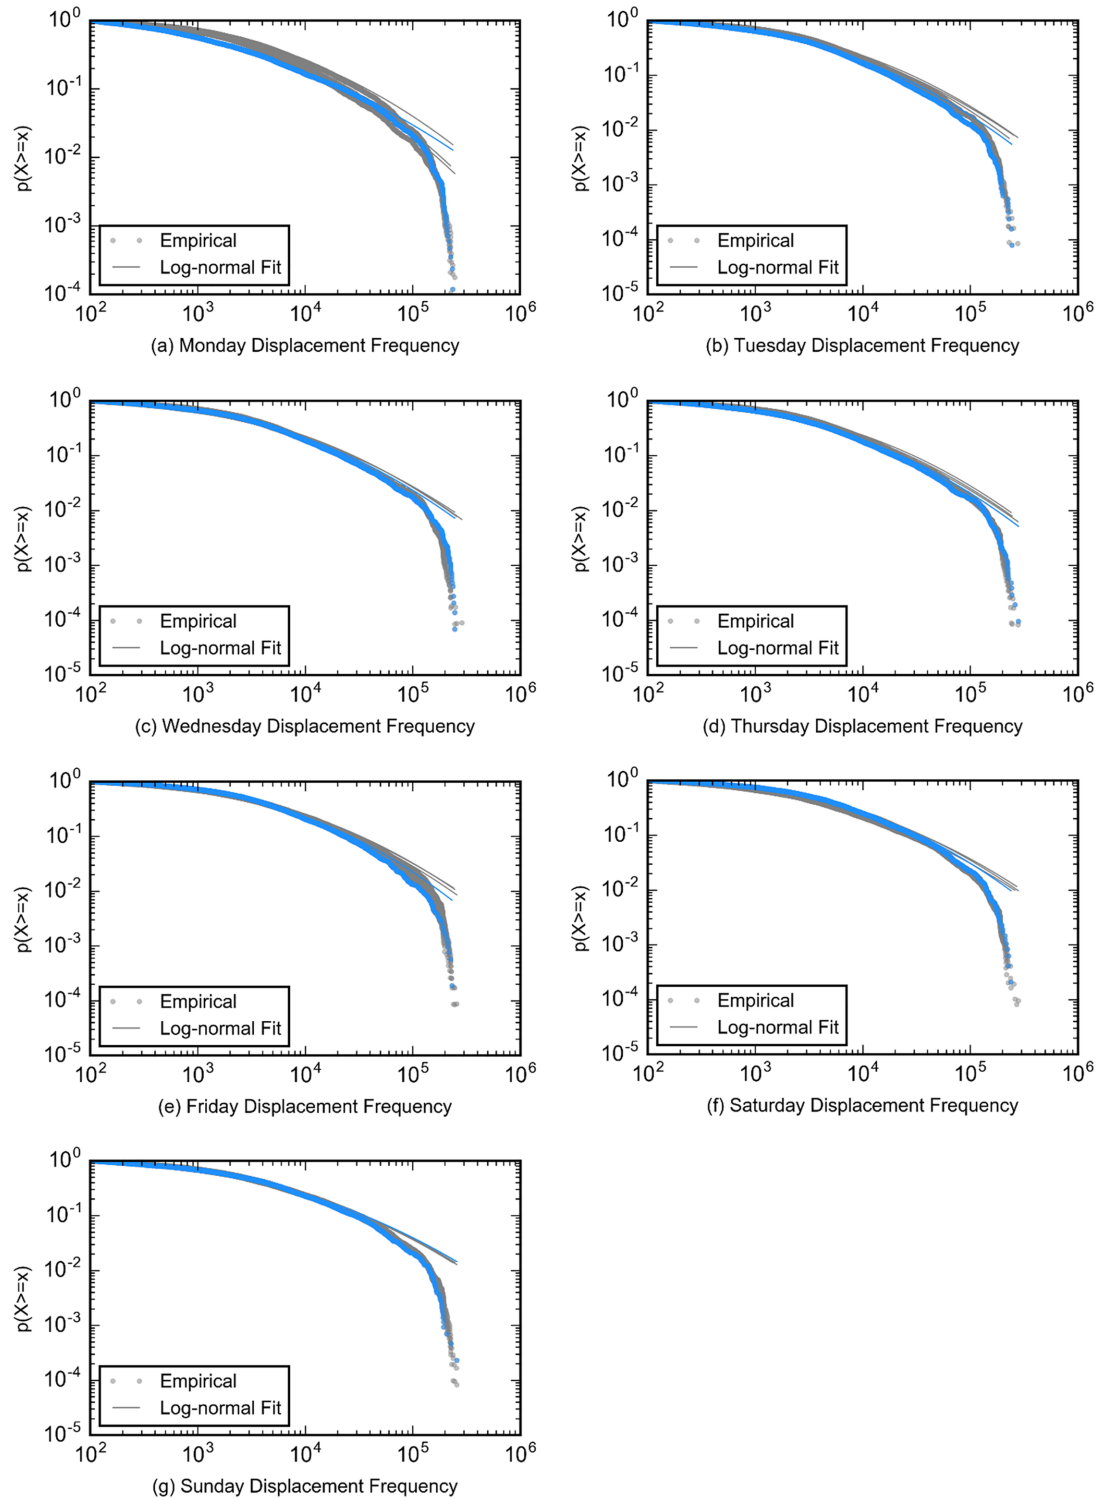 10^0
10^-1
10^-2
10^-3
10^-4
p(X>=x)
Empirical
Log-normal Fit
10^2 10^3 10^4 10^5 10^6
(a) Monday Displacement Frequency
10^0
10^-1
10^-2
10^-3
10^-4
10^-5
p(X>=x)
Empirical
Log-normal Fit
10^2 10^3 10^4 10^5 10^6
(b) Tuesday Displacement Frequency
10^0
10^-1
10^-2
10^-3
10^-4
10^-5
p(X>=x)
Empirical
Log-normal Fit
10^2 10^3 10^4 10^5 10^6
(c) Wednesday Displacement Frequency
10^0
10^-1
10^-2
10^-3
10^-4
10^-5
p(X>=x)
Empirical
Log-normal Fit
10^2 10^3 10^4 10^5 10^6
(d) Thursday Displacement Frequency
10^0
10^-1
10^-2
10^-3
10^-4
10^-5
p(X>=x)
Empirical
Log-normal Fit
10^2 10^3 10^4 10^5 10^6
(e) Friday Displacement Frequency
10^0
10^-1
10^-2
10^-3
10^-4
10^-5
p(X>=x)
Empirical
Log-normal Fit
10^2 10^3 10^4 10^5 10^6
(f) Saturday Displacement Frequency
10^0
10^-1
10^-2
10^-3
10^-4
10^-5
p(X>=x)
Empirical
Log-normal Fit
10^2 10^3 10^4 10^5 10^6
(g) Sunday Displacement Frequency